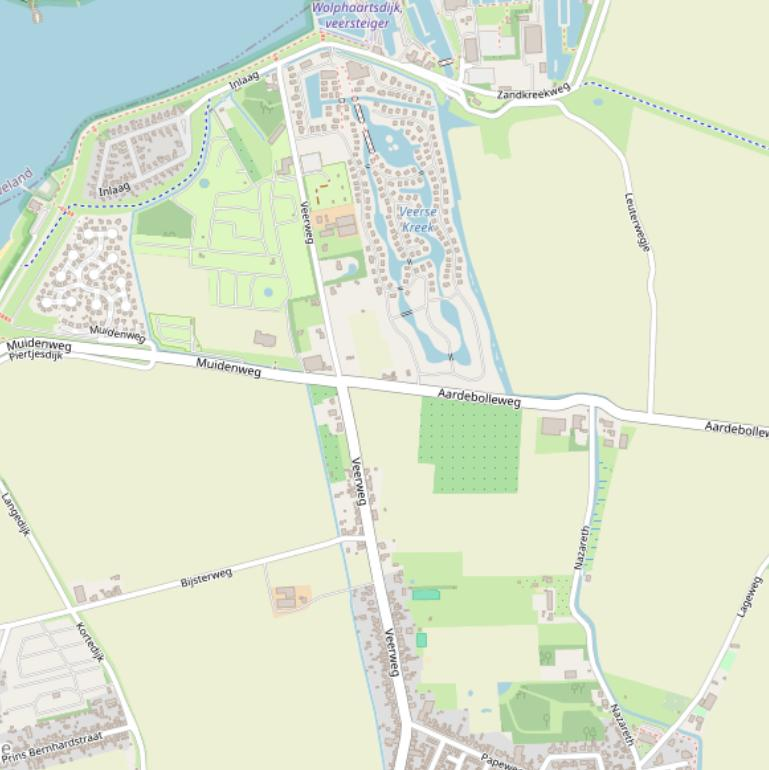 Wolphaartsdijk,
veersteiger
Inlaag
Zandkreekweg
Inlaag
Veerweg
Veerse
Kreek
Leuterwegje
Muidenweg
Muidenweg
Piertjesdijk
Muidenweg
Aardebolleweg
Veerweg
Langedijk
Nazareth
Bijsterweg
Lageweg
Kortedijk
Veerweg
Nazareth
Prins Bernhardstraat